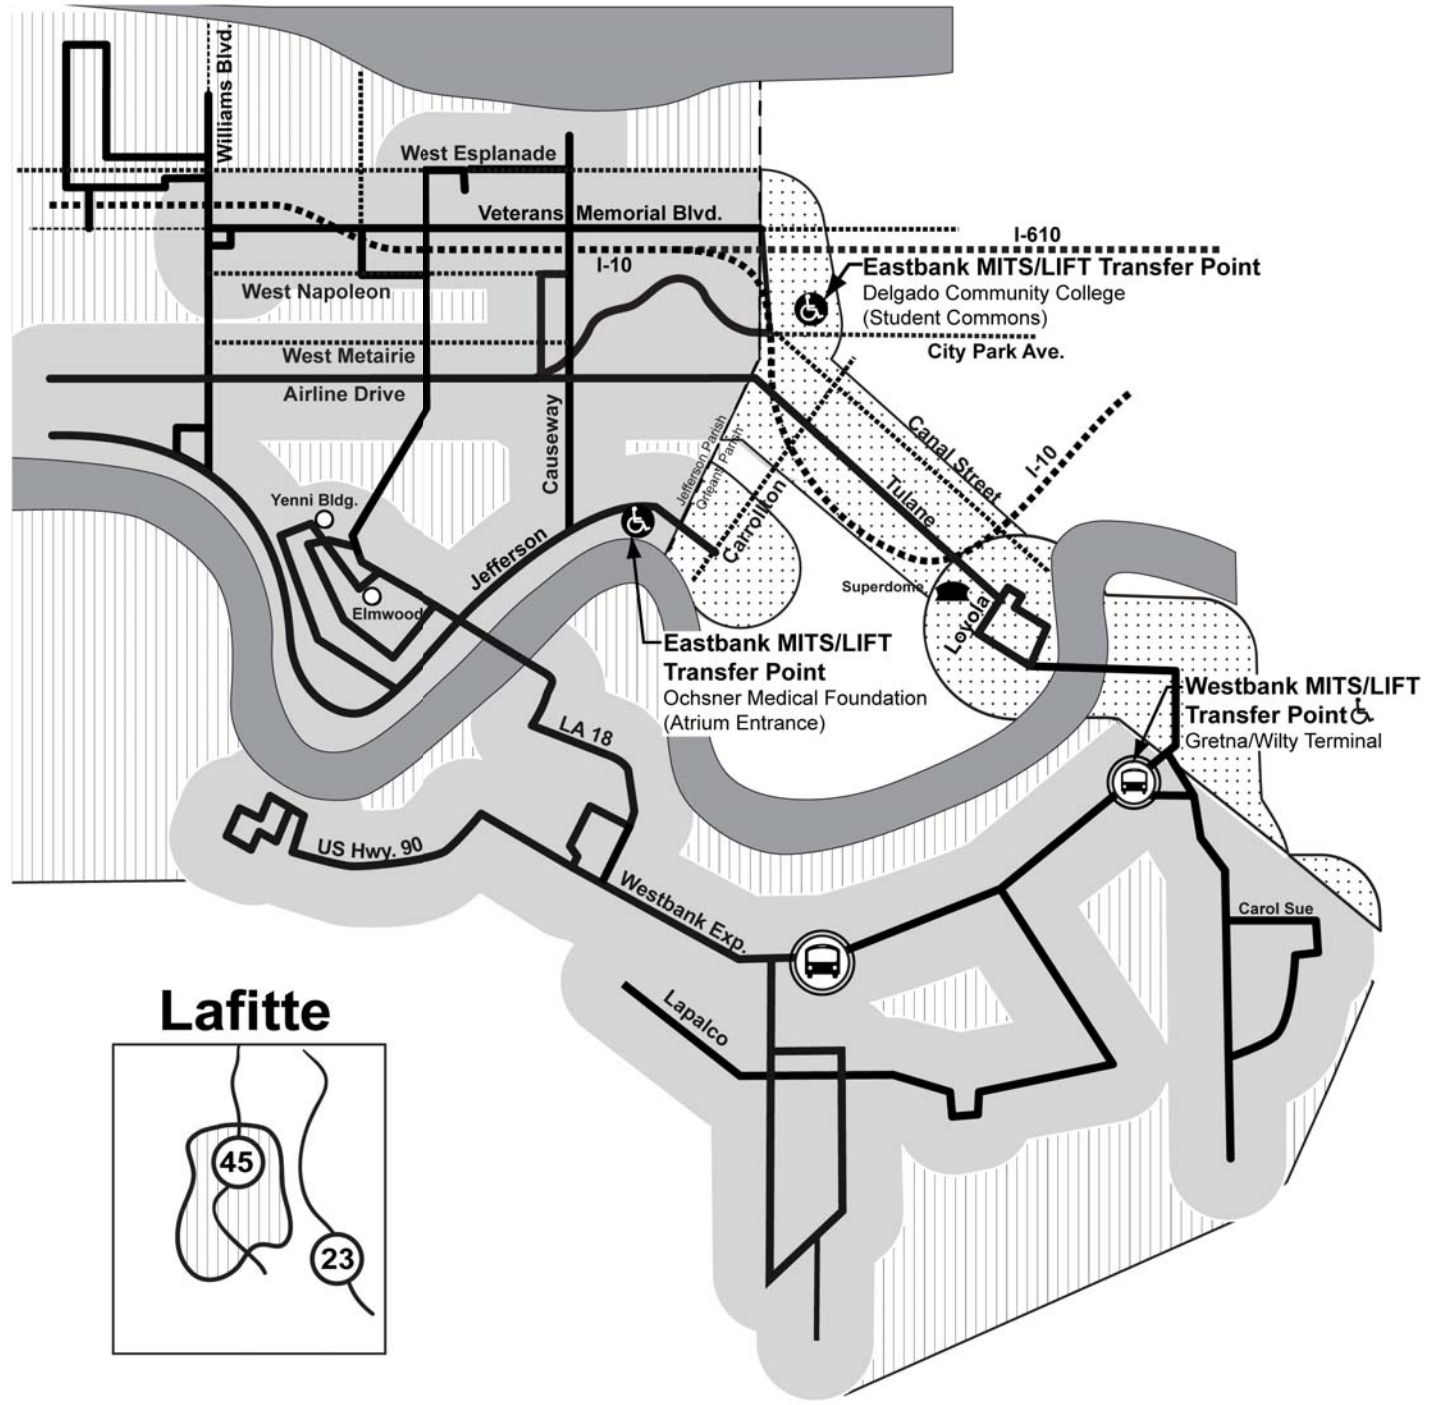 Williams Blvd.
West Esplanade
Veterans Memorial Blvd.
I-610
I-10
Eastbank MITS/LIFT Transfer Point
Delgado Community College
(Student Commons)
West Napoleon
City Park Ave.
West Metairie
Airline Drive
Causeway
Jefferson Parish
Orleans Parish
Canal Street
I-10
Tulane
Carrollton
Yenni Bldg.
Jefferson
Elmwood
Superdome
Loyola
Eastbank MITS/LIFT
Transfer Point
Ochsner Medical Foundation
(Atrium Entrance)
Westbank MITS/LIFT
Transfer Point
Gretna/Wilty Terminal
LA 18
US Hwy. 90
Westbank Exp.
Carol Sue
Lapalco
Lafitte
45
23